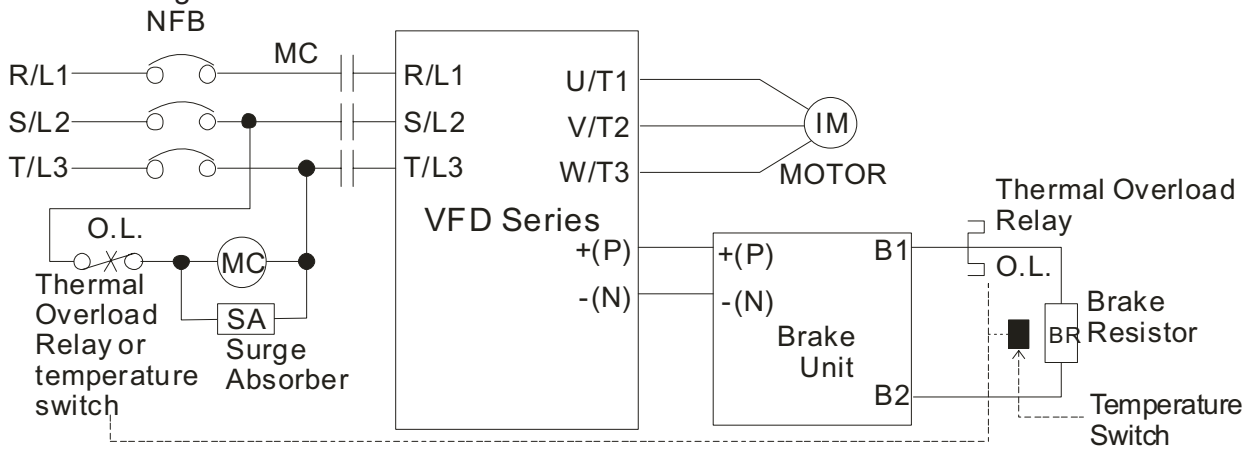 NFB
MC
R/L1
R/L1
U/T1
S/L2
S/L2
V/T2
IM
T/L3
T/L3
W/T3
MOTOR
Thermal Overload
Relay
O.L.
VFD Series
O.L.
MC
+(P)
+(P)
B1
-(N)
-(N)
Thermal
Overload
Relay or
temperature
switch
SA
Surge
Absorber
Brake
Unit
BR
Brake
Resistor
B2
Temperature
Switch